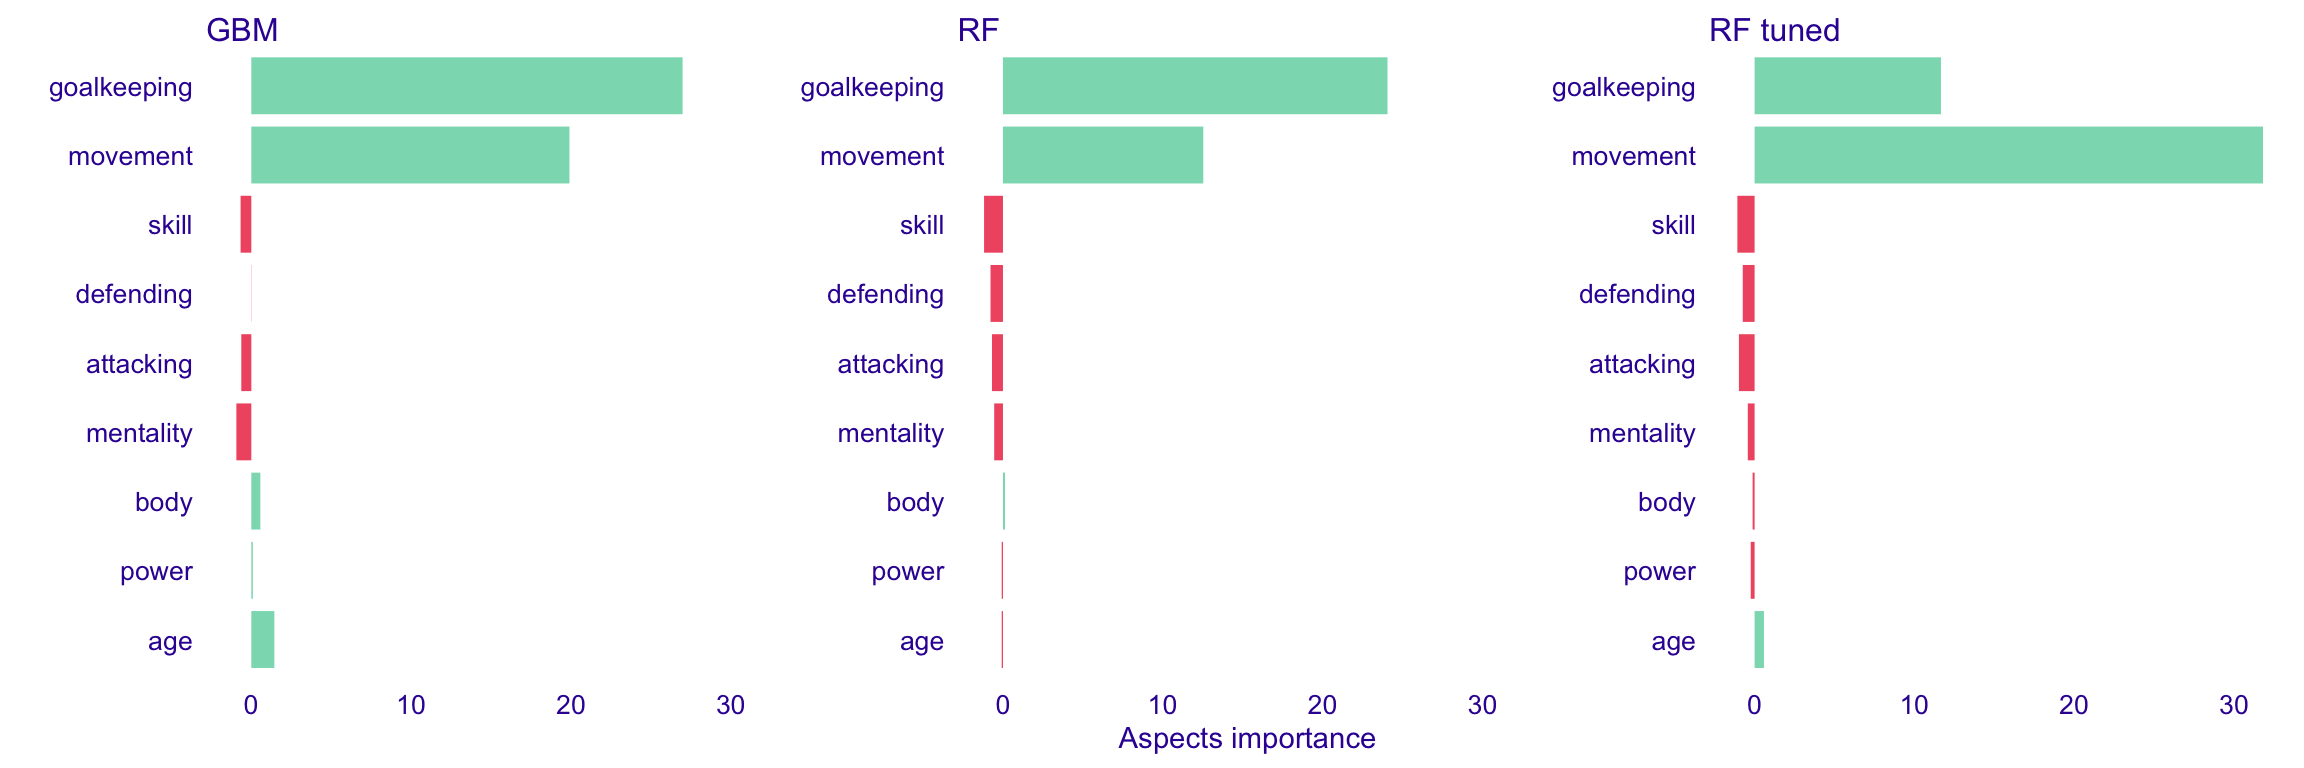 GBM
goalkeeping
movement
skill
defending
attacking
mentality
body
power
age
0 10 20 30
RF
goalkeeping
movement
skill
defending
attacking
mentality
body
power
age
0 10 20 30
RF tuned
goalkeeping
movement
skill
defending
attacking
mentality
body
power
age
0 10 20 30
Aspects importance